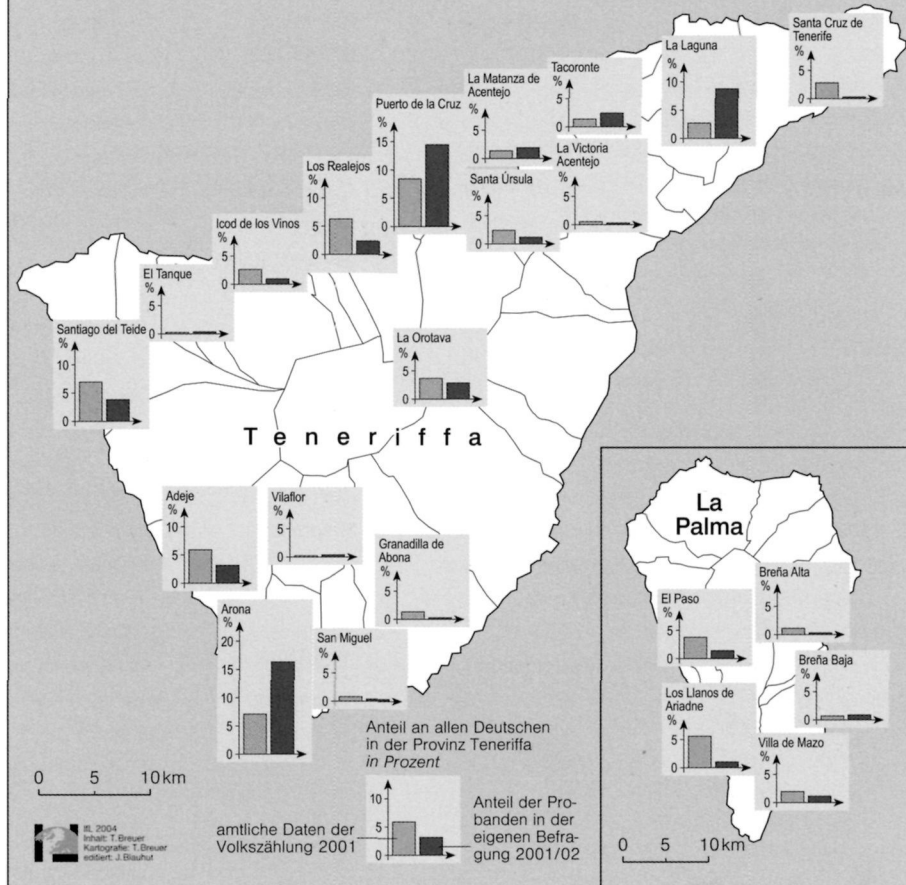 Santa Cruz de
Tenerife
%
5
0
La Laguna
%
10
5
0
Tacoronte
%
5
0
La Matanza de
Acentejo
%
5
0
Puerto de la Cruz
%
15
10
5
0
La Victoria
Acentejo
%
5
0
Santa Úrsula
%
5
0
Los Realejos
%
10
5
0
Icod de los Vinos
%
5
0
El Tanque
%
5
0
Santiago del Teide
%
10
5
0
La Orotava
%
5
0
Teneriffa
Adeje
%
10
5
0
Vilaflor
%
5
0
Granadilla de
Abona
%
5
0
Arona
%
20
15
10
5
0
San Miguel
%
5
0
La
Palma
Breña Alta
%
5
0
El Paso
%
5
0
Breña Baja
%
5
0
Los Llanos de
Ariadne
%
5
0
Villa de Mazo
%
5
0
0 5 10 km
Anteil an allen Deutschen
in der Provinz Teneriffa
in Prozent
10
5
0
amtliche Daten der
Volkszählung 2001
Anteil der Pro-
banden in der
eigenen Befra-
gung 2001/02
0 5 10 km
IfL 2004
Inhalt: T. Breuer
Kartografie: T. Breuer
editiert: J. Blauhut